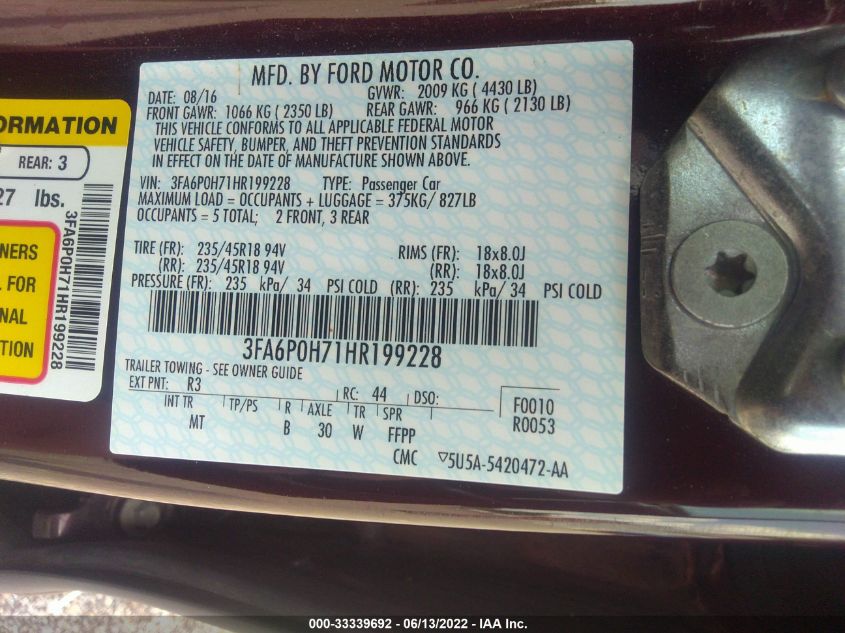 MFD. BY FORD MOTOR CO.
DATE: 08/16 GVWR: 2009 KG ( 4430 LB)
FRONT GAWR: 1066 KG ( 2350 LB) REAR GAWR: 966 KG ( 2130 LB)
THIS VEHICLE CONFORMS TO ALL APPLICABLE FEDERAL MOTOR
VEHICLE SAFETY, BUMPER, AND THEFT PREVENTION STANDARDS
IN EFFECT ON THE DATE OF MANUFACTURE SHOWN ABOVE.
VIN: 3FA6P0H71HR199228 TYPE: Passenger Car
MAXIMUM LOAD = OCCUPANTS + LUGGAGE = 375KG/ 827LB
OCCUPANTS = 5 TOTAL; 2 FRONT, 3 REAR
TIRE (FR): 235/45R18 94V RIMS (FR): 18x8.0J
(RR): 235/45R18 94V (RR): 18x8.0J
PRESSURE (FR): 235 kPa/ 34 PSI COLD (RR): 235 kPa/ 34 PSI COLD
3FA6P0H71HR199228
TRAILER TOWING - SEE OWNER GUIDE
EXT PNT: R3 RC: 44 DSO: F0010
INT TR TP/PS R AXLE TR SPR R0053
MT B 30 W FFPP
CMC ▽5U5A-5420472-AA
ORMATION
REAR: 3
27 lbs.
3FA6P0H71HR199228
NERS
L FOR
NAL
N
000-33339692 - 06/13/2022 - IAA Inc.